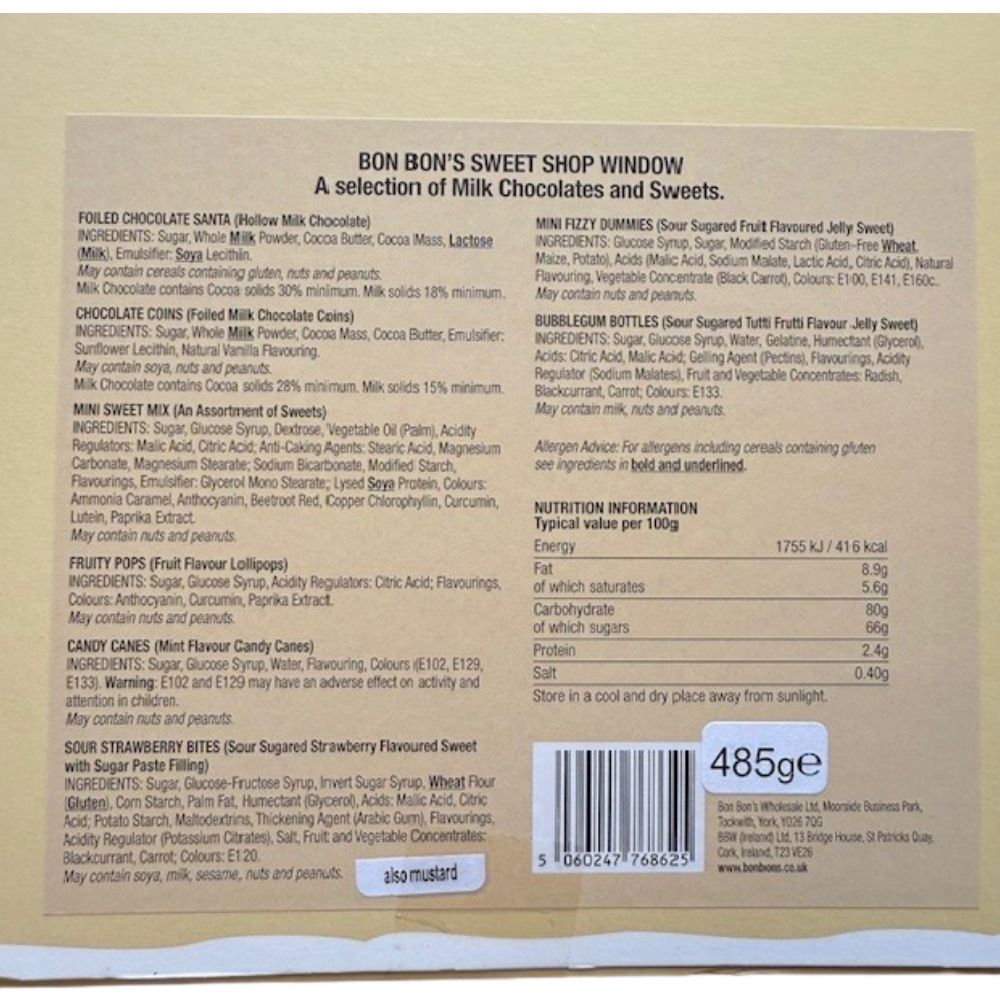 BON BON'S SWEET SHOP WINDOW
A selection of Milk Chocolates and Sweets.
FOILED CHOCOLATE SANTA (Hollow Milk Chocolate)
INGREDIENTS: Sugar, Whole Milk Powder, Cocoa Butter, Cocoa Mass, Lactose
(Milk), Emulsifier: Soya Lecithin.
May contain cereals containing gluten, nuts and peanuts.
Milk Chocolate contains Cocoa solids 30% minimum. Milk solids 18% minimum.
CHOCOLATE COINS (Foiled Milk Chocolate Coins)
INGREDIENTS: Sugar, Whole Milk Powder, Cocoa Mass, Cocoa Butter, Emulsifier:
Sunflower Lecithin, Natural Vanilla Flavouring.
May contain soya, nuts and peanuts.
Milk Chocolate contains Cocoa solids 28% minimum. Milk solids 15% minimum.
MINI SWEET MIX (An Assortment of Sweets)
INGREDIENTS: Sugar, Glucose Syrup, Dextrose, Vegetable Oil (Palm), Acidity
Regulators: Malic Acid, Citric Acid; Anti-Caking Agents: Stearic Acid, Magnesium
Carbonate, Magnesium Stearate; Sodium Bicarbonate, Modified Starch,
Flavourings, Emulsifier: Glycerol Mono Stearate; Lysed Soya Protein, Colours:
Ammonia Caramel, Anthocyanin, Beetroot Red, Copper Chlorophyllin, Curcumin,
Lutein, Paprika Extract.
May contain nuts and peanuts.
FRUITY POPS (Fruit Flavour Lollipops)
INGREDIENTS: Sugar, Glucose Syrup, Acidity Regulators: Citric Acid; Flavourings,
Colours: Anthocyanin, Curcumin, Paprika Extract.
May contain nuts and peanuts.
CANDY CANES (Mint Flavour Candy Canes)
INGREDIENTS: Sugar, Glucose Syrup, Water, Flavouring, Colours (E102, E129,
E133). Warning: E102 and E129 may have an adverse effect on activity and
attention in children.
May contain nuts and peanuts.
SOUR STRAWBERRY BITES (Sour Sugared Strawberry Flavoured Sweet
with Sugar Paste Filling)
INGREDIENTS: Sugar, Glucose-Fructose Syrup, Invert Sugar Syrup, Wheat Flour
(Gluten), Corn Starch, Palm Fat, Humectant (Glycerol), Acids: Malic Acid, Citric
Acid; Potato Starch, Maltodextrins, Thickening Agent (Arabic Gum), Flavourings,
Acidity Regulator (Potassium Citrates), Salt, Fruit and Vegetable Concentrates:
Blackcurrant, Carrot; Colours: E120.
May contain soya, milk, sesame, nuts and peanuts.
also mustard
MINI FIZZY DUMMIES (Sour Sugared Fruit Flavoured Jelly Sweet)
INGREDIENTS: Glucose Syrup, Sugar, Modified Starch (Gluten-Free Wheat,
Maize, Potato), Acids (Malic Acid, Sodium Malate, Lactic Acid, Citric Acid), Natural
Flavouring, Vegetable Concentrate (Black Carrot), Colours: E100, E141, E160c.
May contain nuts and peanuts.
BUBBLEGUM BOTTLES (Sour Sugared Tutti Frutti Flavour Jelly Sweet)
INGREDIENTS: Sugar, Glucose Syrup, Water, Gelatine, Humectant (Glycerol),
Acids: Citric Acid, Malic Acid; Gelling Agent (Pectins), Flavourings, Acidity
Regulator (Sodium Malates), Fruit and Vegetable Concentrates: Radish,
Blackcurrant, Carrot; Colours: E133.
May contain milk, nuts and peanuts.
Allergen Advice: For allergens including cereals containing gluten
see ingredients in bold and underlined.
NUTRITION INFORMATION
Typical value per 100g
Energy 1755 kJ / 416 kcal
Fat 8.9g
of which saturates 5.6g
Carbohydrate 80g
of which sugars 66g
Protein 2.4g
Salt 0.40g
Store in a cool and dry place away from sunlight.
485g℮
5 060247 768625
Bon Bon's Wholesale Ltd, Moorside Business Park,
Tockwith, York, YO26 7QG
BBW (Ireland) Ltd, 13 Bridge House, St Patricks Quay,
Cork, Ireland, T23 VE26
www.bonbons.co.uk